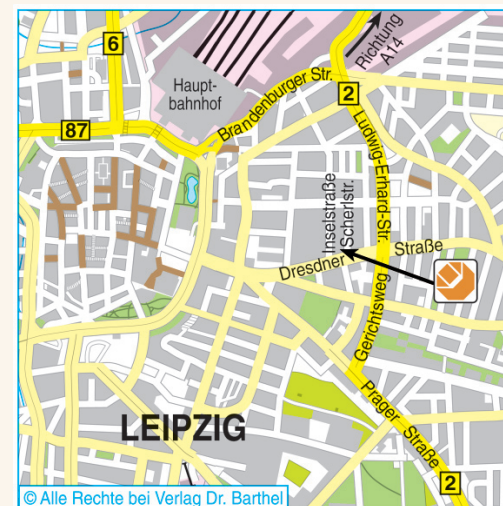 6
Richtung
A14
Haupt-
bahnhof
Brandenburger Str.
2
87
Ludwig-Erhard-Str.
Inselstraße
Scherlstr.
Dresdner Straße
Gerichtsweg
Prager Straße
LEIPZIG
2
© Alle Rechte bei Verlag Dr. Barthel